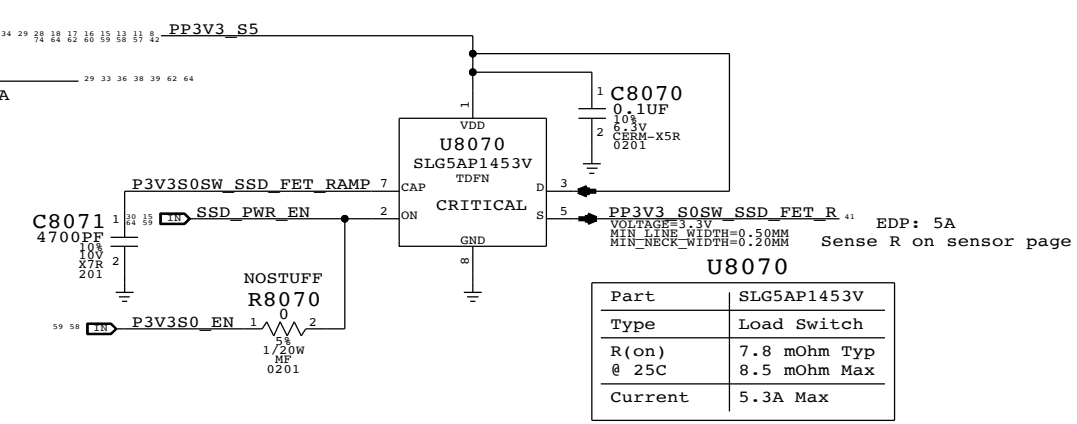 34 29 28 18 17 16 15 13 11 8 PP3V3_S5
74 64 62 60 59 58 57 42
29 33 36 38 39 62 64
A
1
VDD
U8070
SLG5AP1453V
TDFN
CRITICAL
1 C8070
0.1UF
10%
6.3V
2 CERM-X5R
0201
P3V3S0SW_SSD_FET_RAMP 7 CAP
D 3
IN SSD_PWR_EN 2 ON
30 15
64 59
S 5 PP3V3_S0SW_SSD_FET_R 41
VOLTAGE=3.3V
MIN_LINE_WIDTH=0.50MM
MIN_NECK_WIDTH=0.20MM
EDP: 5A
Sense R on sensor page
C8071 1
4700PF
10%
10V
X7R 2
201
GND
8
NOSTUFF
R8070
0
59 58 IN P3V3S0_EN 1 2
5%
1/20W
MF
0201
U8070
Part SLG5AP1453V
Type Load Switch
R(on) 7.8 mOhm Typ
@ 25C 8.5 mOhm Max
Current 5.3A Max